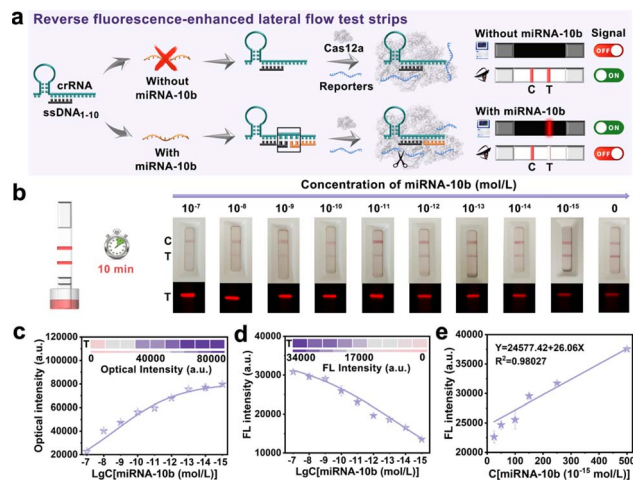 a Reverse fluorescence-enhanced lateral flow test strips
crRNA
ssDNA1-10
Without
miRNA-10b
With
miRNA-10b
Cas12a
Reporters
Without miRNA-10b Signal
OFF
ON
C T
With miRNA-10b
ON
OFF
C T
b
10 min
Concentration of miRNA-10b (mol/L)
10-7 10-8 10-9 10-10 10-11 10-12 10-13 10-14 10-15 0
C
T
T
c
Optical intensity (a.u.)
120000
100000
80000
60000
40000
20000
T
0 40000 80000
Optical Intensity (a.u.)
-7 -8 -9 -10 -11 -12 -13 -14 -15
LgC[miRNA-10b (mol/L)]
d
FL intensity (a.u.)
40000
30000
20000
10000
T
34000 17000 0
FL Intensity (a.u.)
-7 -8 -9 -10 -11 -12 -13 -14 -15
LgC[miRNA-10b (mol/L)]
e
FL intensity (a.u.)
40000
35000
30000
25000
20000
Y=24577.42+26.06X
R2=0.98027
0 100 200 300 400 500
C[miRNA-10b (10-15 mol/L)]